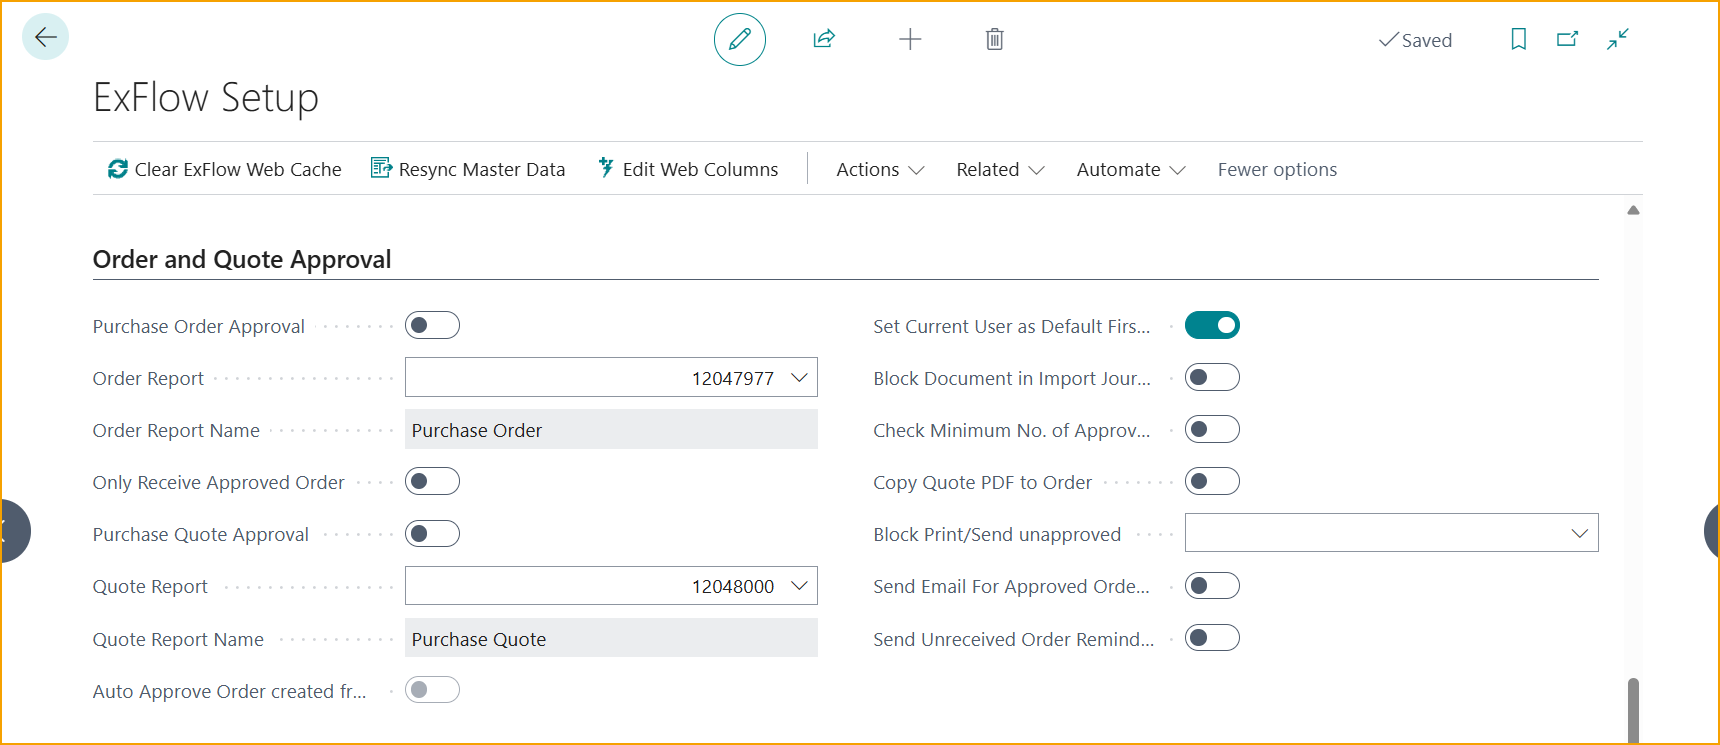 Saved
ExFlow Setup
Clear ExFlow Web Cache Resync Master Data Edit Web Columns Actions Related Automate Fewer options
Order and Quote Approval
Purchase Order Approval
Order Report 12047977
Order Report Name Purchase Order
Only Receive Approved Order
Purchase Quote Approval
Quote Report 12048000
Quote Report Name Purchase Quote
Auto Approve Order created fr...
Set Current User as Default Firs...
Block Document in Import Jour...
Check Minimum No. of Approv...
Copy Quote PDF to Order
Block Print/Send unapproved
Send Email For Approved Orde...
Send Unreceived Order Remind...